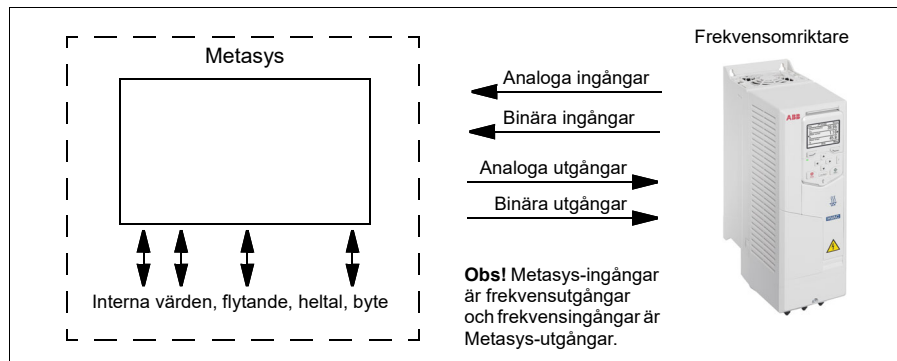 Metasys
Frekvensomriktare
Analoga ingångar
Binära ingångar
Analoga utgångar
Binära utgångar
Interna värden, flytande, heltal, byte
Obs! Metasys-ingångar
är frekvensutgångar
och frekvensingångar är
Metasys-utgångar.
ABB